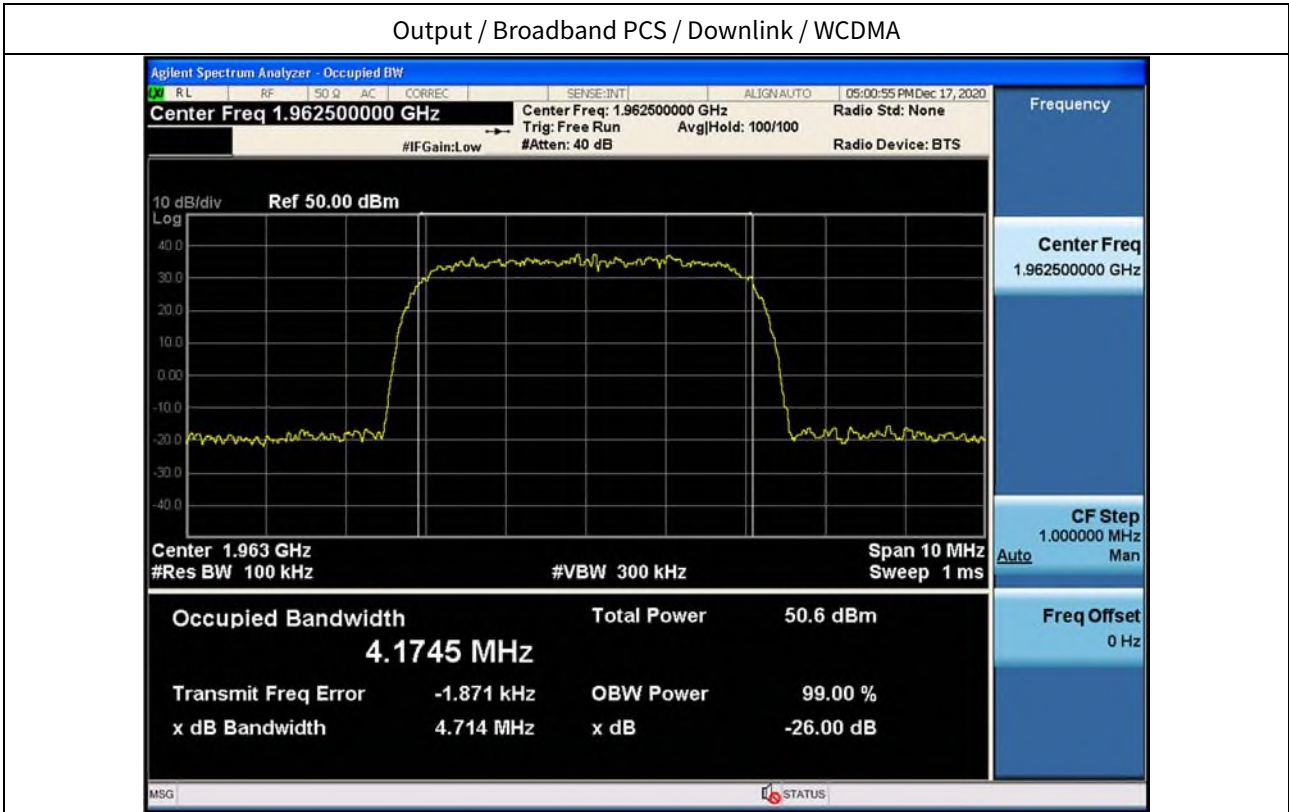 Output / Broadband PCS / Downlink / WCDMA
Agilent Spectrum Analyzer - Occupied BW
RL RF 50 Ω AC CORREC SENSE:INT ALIGN AUTO 05:00:55 PM Dec 17, 2020
Center Freq 1.962500000 GHz Center Freq: 1.962500000 GHz Radio Std: None Frequency
Trig: Free Run Avg|Hold: 100/100
#IFGain:Low #Atten: 40 dB Radio Device: BTS
10 dB/div Ref 50.00 dBm
Log
40.0
30.0
20.0
10.0
0.00
-10.0
-20.0
-30.0
-40.0
Center 1.963 GHz Span 10 MHz
#Res BW 100 kHz #VBW 300 kHz Sweep 1 ms
Occupied Bandwidth Total Power 50.6 dBm
4.1745 MHz
Transmit Freq Error -1.871 kHz OBW Power 99.00 %
x dB Bandwidth 4.714 MHz x dB -26.00 dB
Center Freq
1.962500000 GHz
CF Step
1.000000 MHz
Auto Man
Freq Offset
0 Hz
MSG STATUS